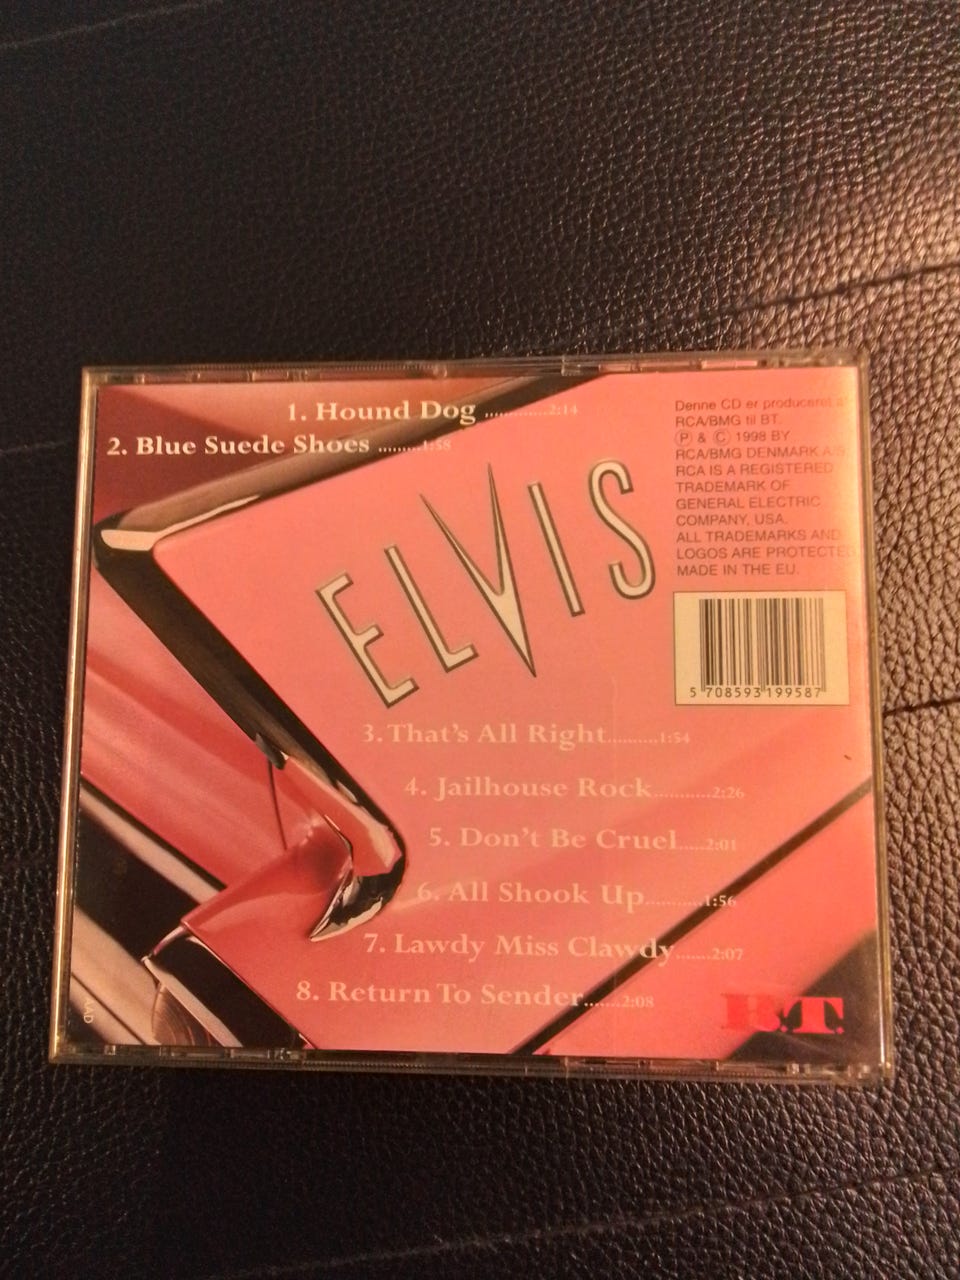 1. Hound Dog ............2:14
2. Blue Suede Shoes .........1:58
ELVIS
Denne CD er produceret af
RCA/BMG til BT.
Ⓟ & © 1998 BY
RCA/BMG DENMARK A/S
RCA IS A REGISTERED
TRADEMARK OF
GENERAL ELECTRIC
COMPANY, USA.
ALL TRADEMARKS AND
LOGOS ARE PROTECTED
MADE IN THE EU.
5 708593 199587
3. That's All Right..........1:54
4. Jailhouse Rock............2:26
5. Don't Be Cruel.....2:01
6. All Shook Up............1:56
7. Lawdy Miss Clawdy.......2:07
8. Return To Sender.......2:08
B.T.